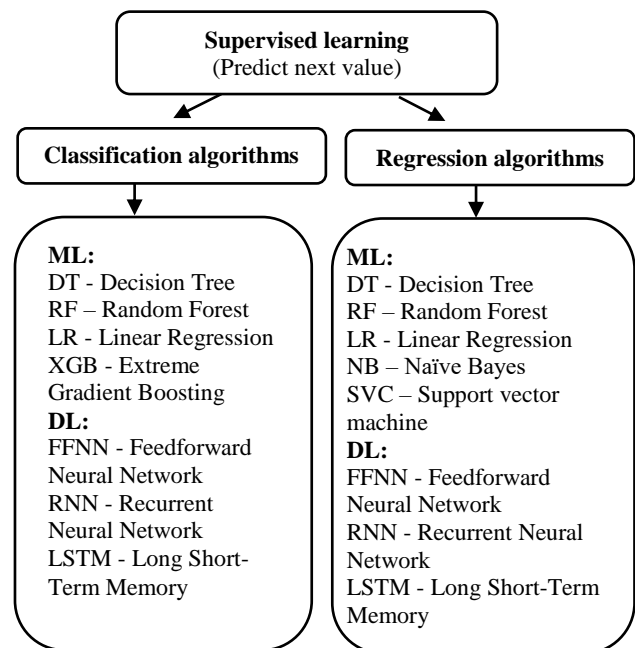 Supervised learning
(Predict next value)
Classification algorithms
Regression algorithms
ML:
DT - Decision Tree
RF – Random Forest
LR - Linear Regression
XGB - Extreme
Gradient Boosting
DL:
FFNN - Feedforward
Neural Network
RNN - Recurrent
Neural Network
LSTM - Long Short-
Term Memory
ML:
DT - Decision Tree
RF – Random Forest
LR - Linear Regression
NB – Naïve Bayes
SVC – Support vector
machine
DL:
FFNN - Feedforward
Neural Network
RNN - Recurrent Neural
Network
LSTM - Long Short-Term
Memory